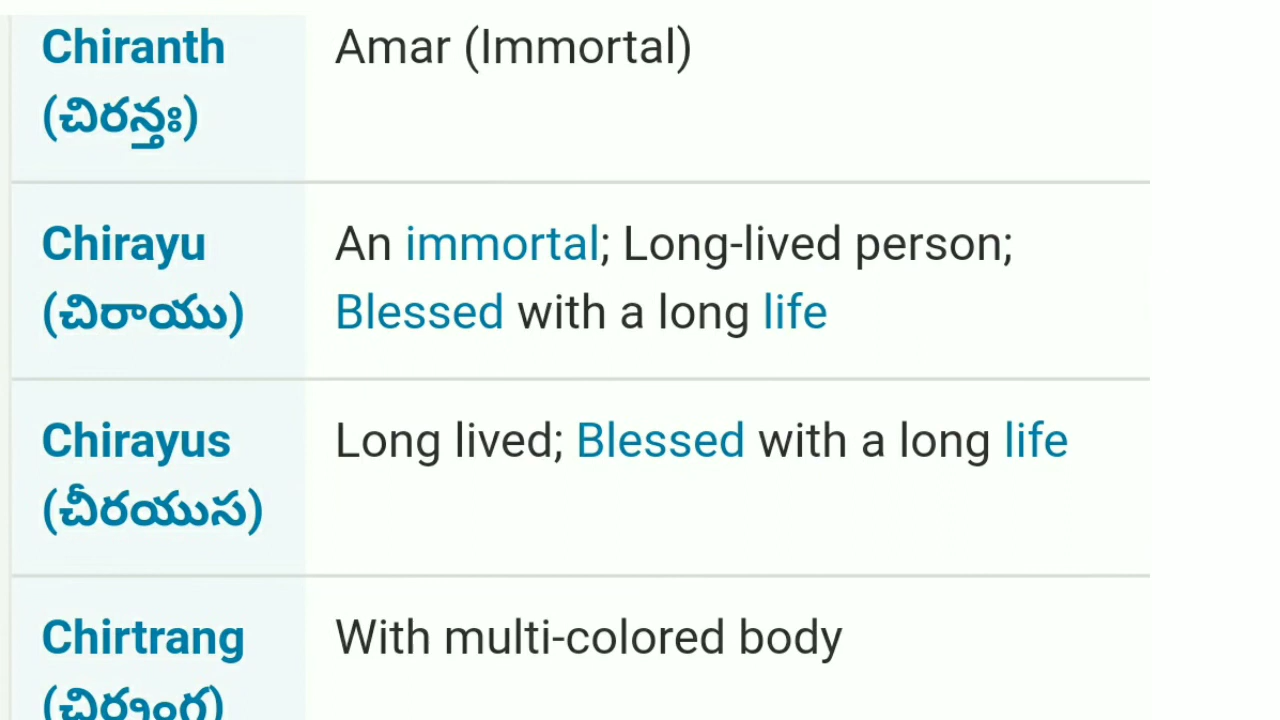 Chiranth
(చిరన్తః)
Amar (Immortal)
Chirayu
(చిరాయు)
An immortal; Long-lived person;
Blessed with a long life
Chirayus
(చీరయుస)
Long lived; Blessed with a long life
Chirtrang
With multi-colored body